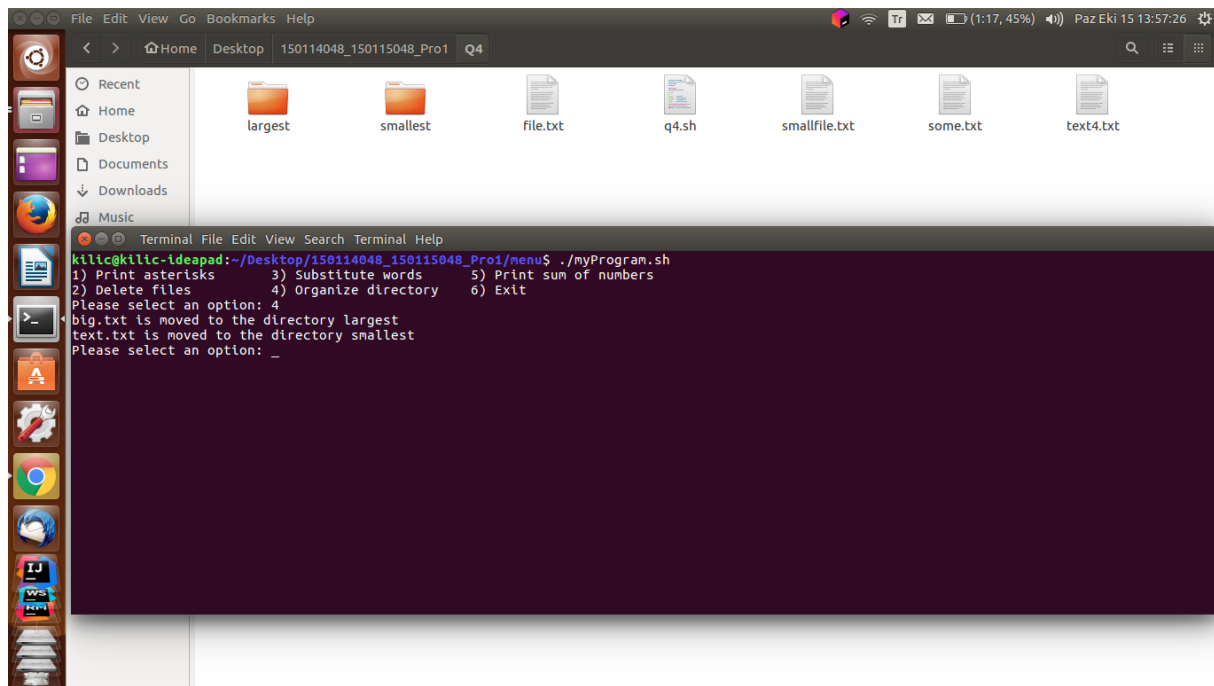 File Edit View Go Bookmarks Help Tr (1:17, 45%) Paz Eki 15 13:57:26
Home Desktop 150114048_150115048_Pro1 Q4
Recent
Home
Desktop
Documents
Downloads
Music
largest smallest file.txt q4.sh smallfile.txt some.txt text4.txt
Terminal File Edit View Search Terminal Help
kilic@kilic-ideapad:~/Desktop/150114048_150115048_Pro1/menu$ ./myProgram.sh
1) Print asterisks 3) Substitute words 5) Print sum of numbers
2) Delete files 4) Organize directory 6) Exit
Please select an option: 4
big.txt is moved to the directory largest
text.txt is moved to the directory smallest
Please select an option: _
IJ
WS